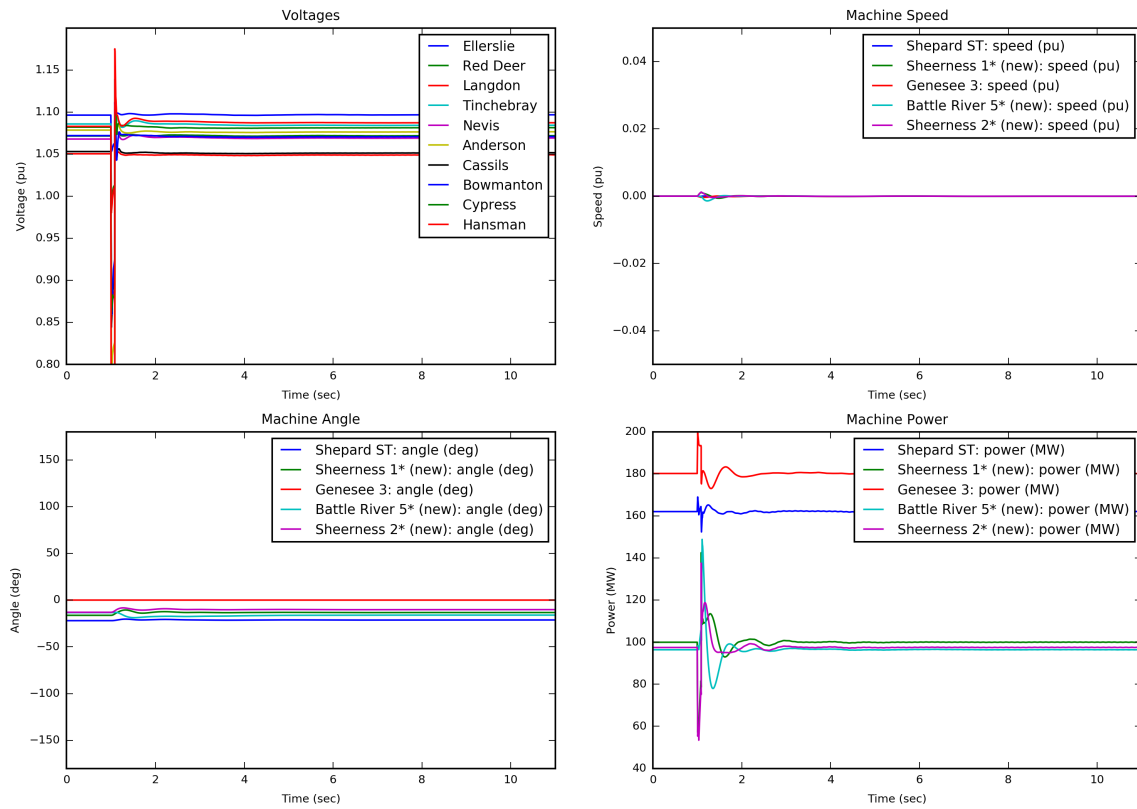 Voltages
1.15
1.10
1.05
1.00
0.95
0.90
0.85
0.80
Voltage (pu)
0 2 4 6 8 10
Time (sec)
Ellerslie
Red Deer
Langdon
Tinchebray
Nevis
Anderson
Cassils
Bowmanton
Cypress
Hansman
Machine Speed
0.04
0.02
0.00
−0.02
−0.04
Speed (pu)
0 2 4 6 8 10
Time (sec)
Shepard ST: speed (pu)
Sheerness 1* (new): speed (pu)
Genesee 3: speed (pu)
Battle River 5* (new): speed (pu)
Sheerness 2* (new): speed (pu)
Machine Angle
150
100
50
0
−50
−100
−150
Angle (deg)
0 2 4 6 8 10
Time (sec)
Shepard ST: angle (deg)
Sheerness 1* (new): angle (deg)
Genesee 3: angle (deg)
Battle River 5* (new): angle (deg)
Sheerness 2* (new): angle (deg)
Machine Power
200
180
160
140
120
100
80
60
40
Power (MW)
0 2 4 6 8 10
Time (sec)
Shepard ST: power (MW)
Sheerness 1* (new): power (MW)
Genesee 3: power (MW)
Battle River 5* (new): power (MW)
Sheerness 2* (new): power (MW)